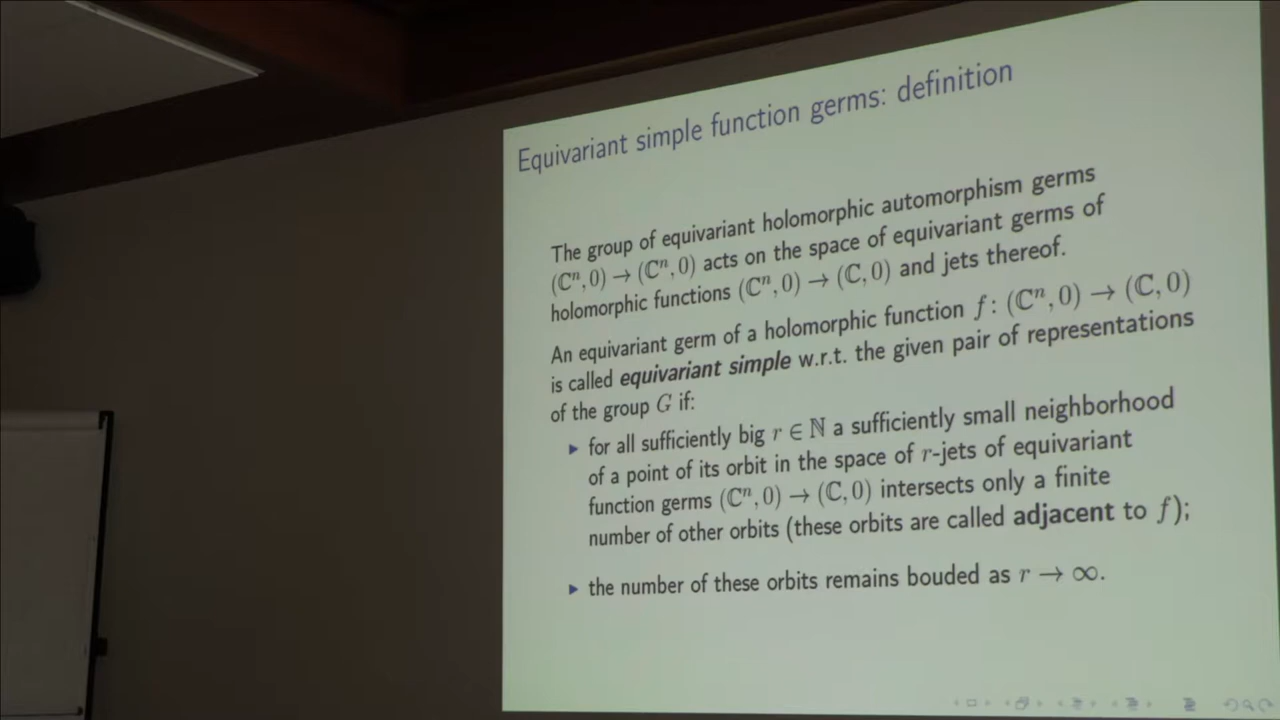 Equivariant simple function germs: definition
The group of equivariant holomorphic automorphism germs
(ℂⁿ, 0) → (ℂⁿ, 0) acts on the space of equivariant germs of
holomorphic functions (ℂⁿ, 0) → (ℂ, 0) and jets thereof.
An equivariant germ of a holomorphic function f : (ℂⁿ, 0) → (ℂ, 0)
is called equivariant simple w.r.t. the given pair of representations
of the group G if:
▶ for all sufficiently big r ∈ ℕ a sufficiently small neighborhood
of a point of its orbit in the space of r-jets of equivariant
function germs (ℂⁿ, 0) → (ℂ, 0) intersects only a finite
number of other orbits (these orbits are called adjacent to f);
▶ the number of these orbits remains bouded as r → ∞.